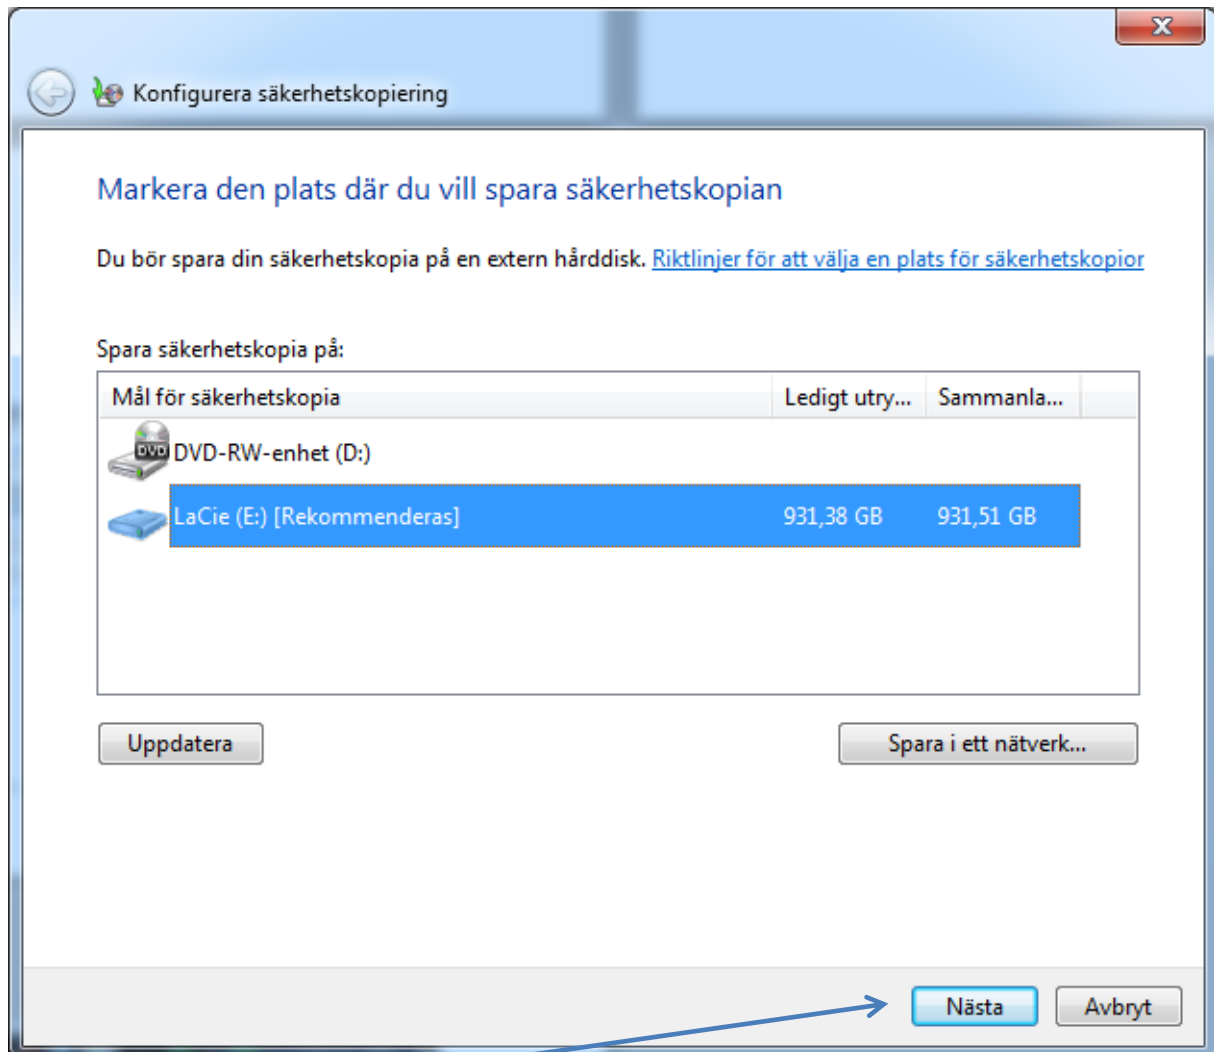 Konfigurera säkerhetskopiering
Markera den plats där du vill spara säkerhetskopian
Du bör spara din säkerhetskopia på en extern hårddisk. Riktlinjer för att välja en plats för säkerhetskopior
Spara säkerhetskopia på:
Mål för säkerhetskopia Ledigt utry... Sammanla...
DVD DVD-RW-enhet (D:)
LaCie (E:) [Rekommenderas] 931,38 GB 931,51 GB
Uppdatera Spara i ett nätverk...
Nästa Avbryt